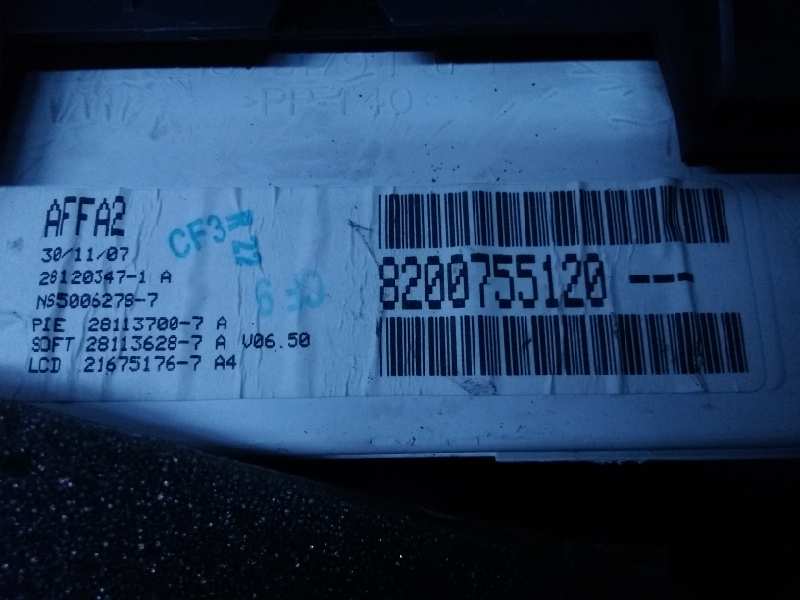 >PP-T40<
AFFA2
30/11/07
28120347-1 A
NS5006278-7
PIE 28113700-7 A
SOFT 28113628-7 A V06.50
LCD 21675176-7 A4
CF3
8200755120 ---